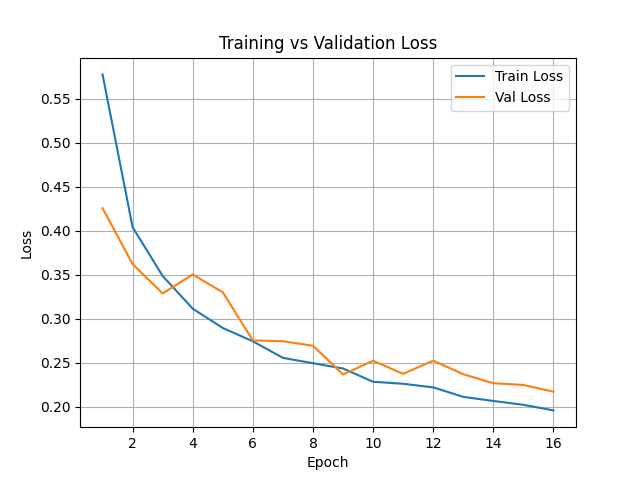 Training vs Validation Loss
Train Loss
Val Loss
0.55
0.50
0.45
0.40
0.35
0.30
0.25
0.20
Loss
2 4 6 8 10 12 14 16
Epoch